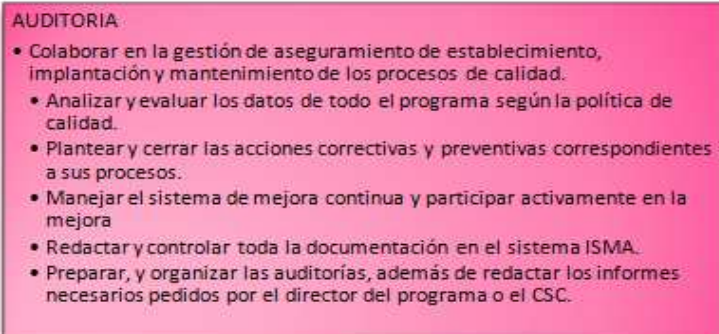 AUDITORIA
• Colaborar en la gestión de aseguramiento de establecimiento,
implantación y mantenimiento de los procesos de calidad.
• Analizar y evaluar los datos de todo el programa según la política de
calidad.
• Plantear y cerrar las acciones correctivas y preventivas correspondientes
a sus procesos.
• Manejar el sistema de mejora continua y participar activamente en la
mejora
• Redactar y controlar toda la documentación en el sistema ISMA.
• Preparar, y organizar las auditorías, además de redactar los informes
necesarios pedidos por el director del programa o el CSC.